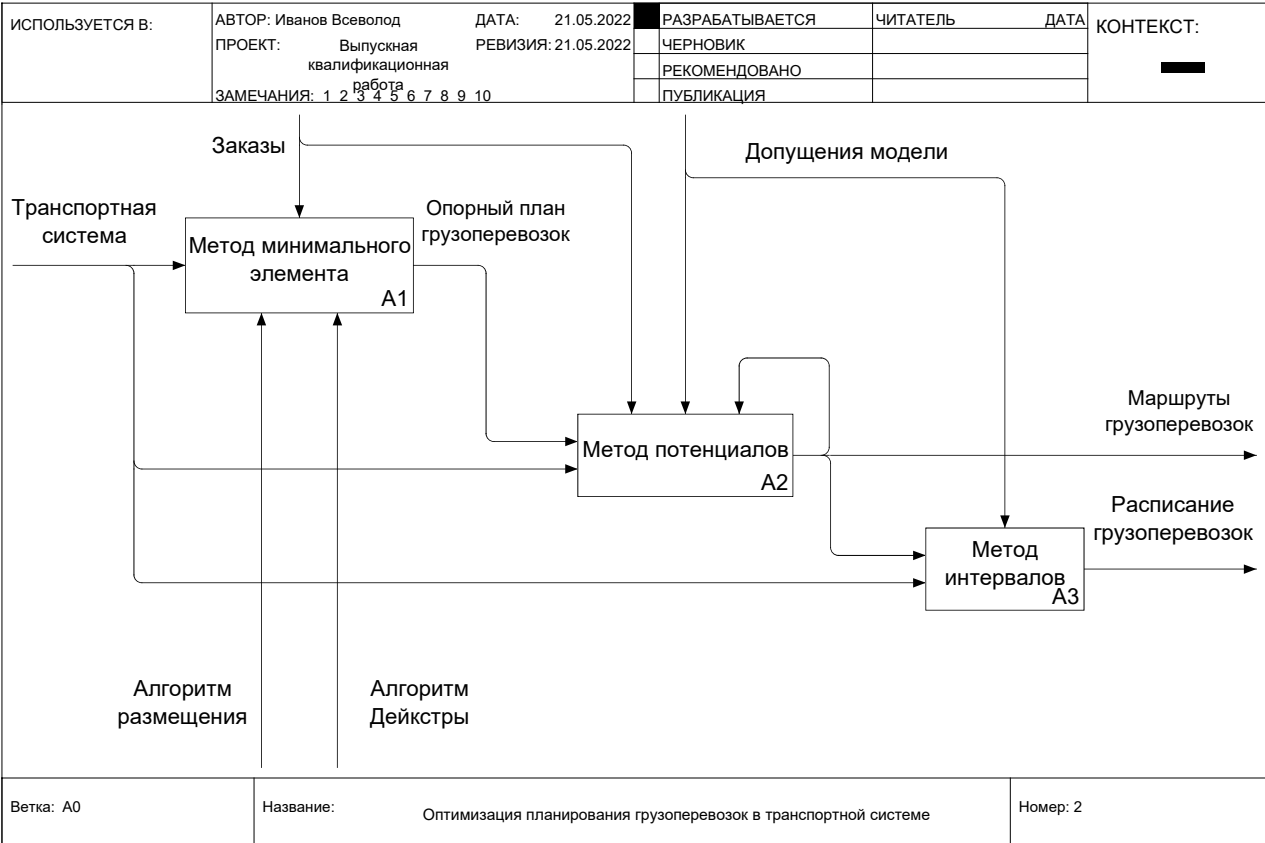 ИСПОЛЬЗУЕТСЯ В:
АВТОР: Иванов Всеволод
ДАТА: 21.05.2022
ПРОЕКТ: Выпускная
квалификационная
работа
РЕВИЗИЯ: 21.05.2022
ЗАМЕЧАНИЯ: 1 2 3 4 5 6 7 8 9 10
РАЗРАБАТЫВАЕТСЯ
ЧЕРНОВИК
РЕКОМЕНДОВАНО
ПУБЛИКАЦИЯ
ЧИТАТЕЛЬ ДАТА
КОНТЕКСТ:
Заказы
Допущения модели
Транспортная
система
Метод минимального
элемента
A1
Опорный план
грузоперевозок
Метод потенциалов
A2
Маршруты
грузоперевозок
Метод
интервалов
A3
Расписание
грузоперевозок
Алгоритм
размещения
Алгоритм
Дейкстры
Ветка: A0
Название: Оптимизация планирования грузоперевозок в транспортной системе
Номер: 2